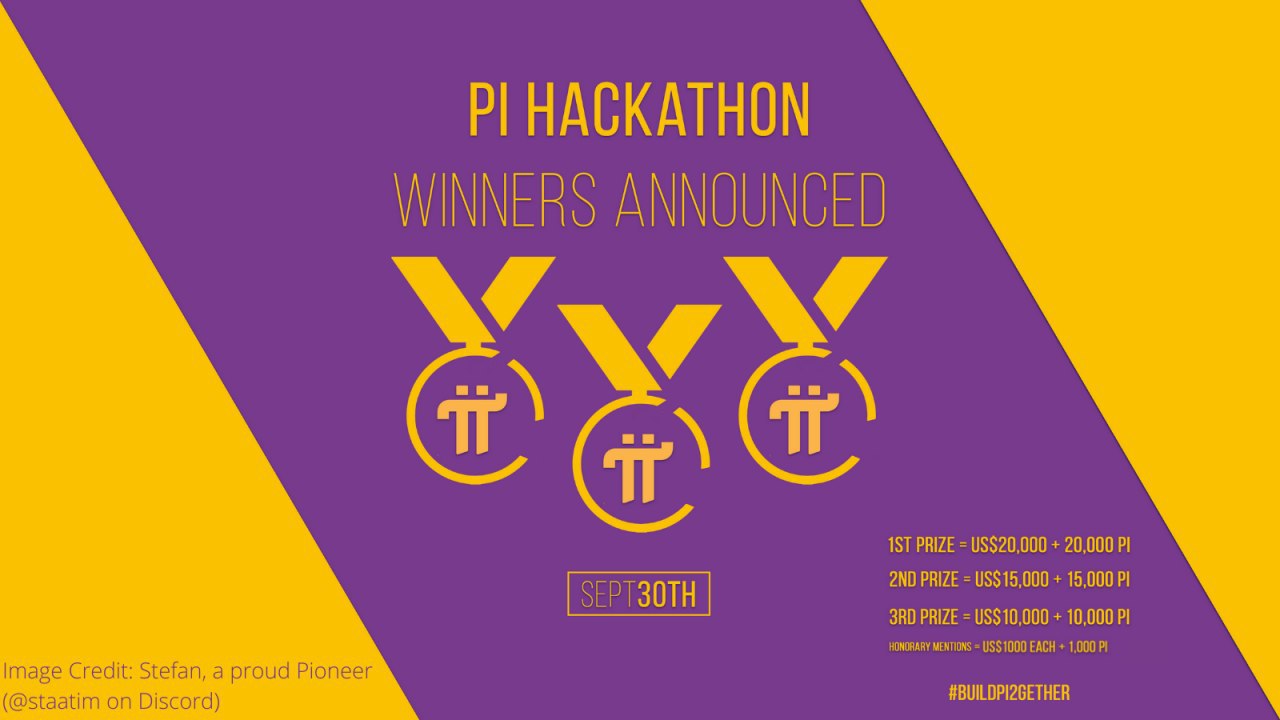 PI HACKATHON
WINNERS ANNOUNCED
SEPT30TH
1ST PRIZE = US$20,000 + 20,000 PI
2ND PRIZE = US$15,000 + 15,000 PI
3RD PRIZE = US$10,000 + 10,000 PI
HONORARY MENTIONS = US$1000 EACH + 1,000 PI
#BUILDPI2GETHER
Image Credit: Stefan, a proud Pioneer
(@staatim on Discord)